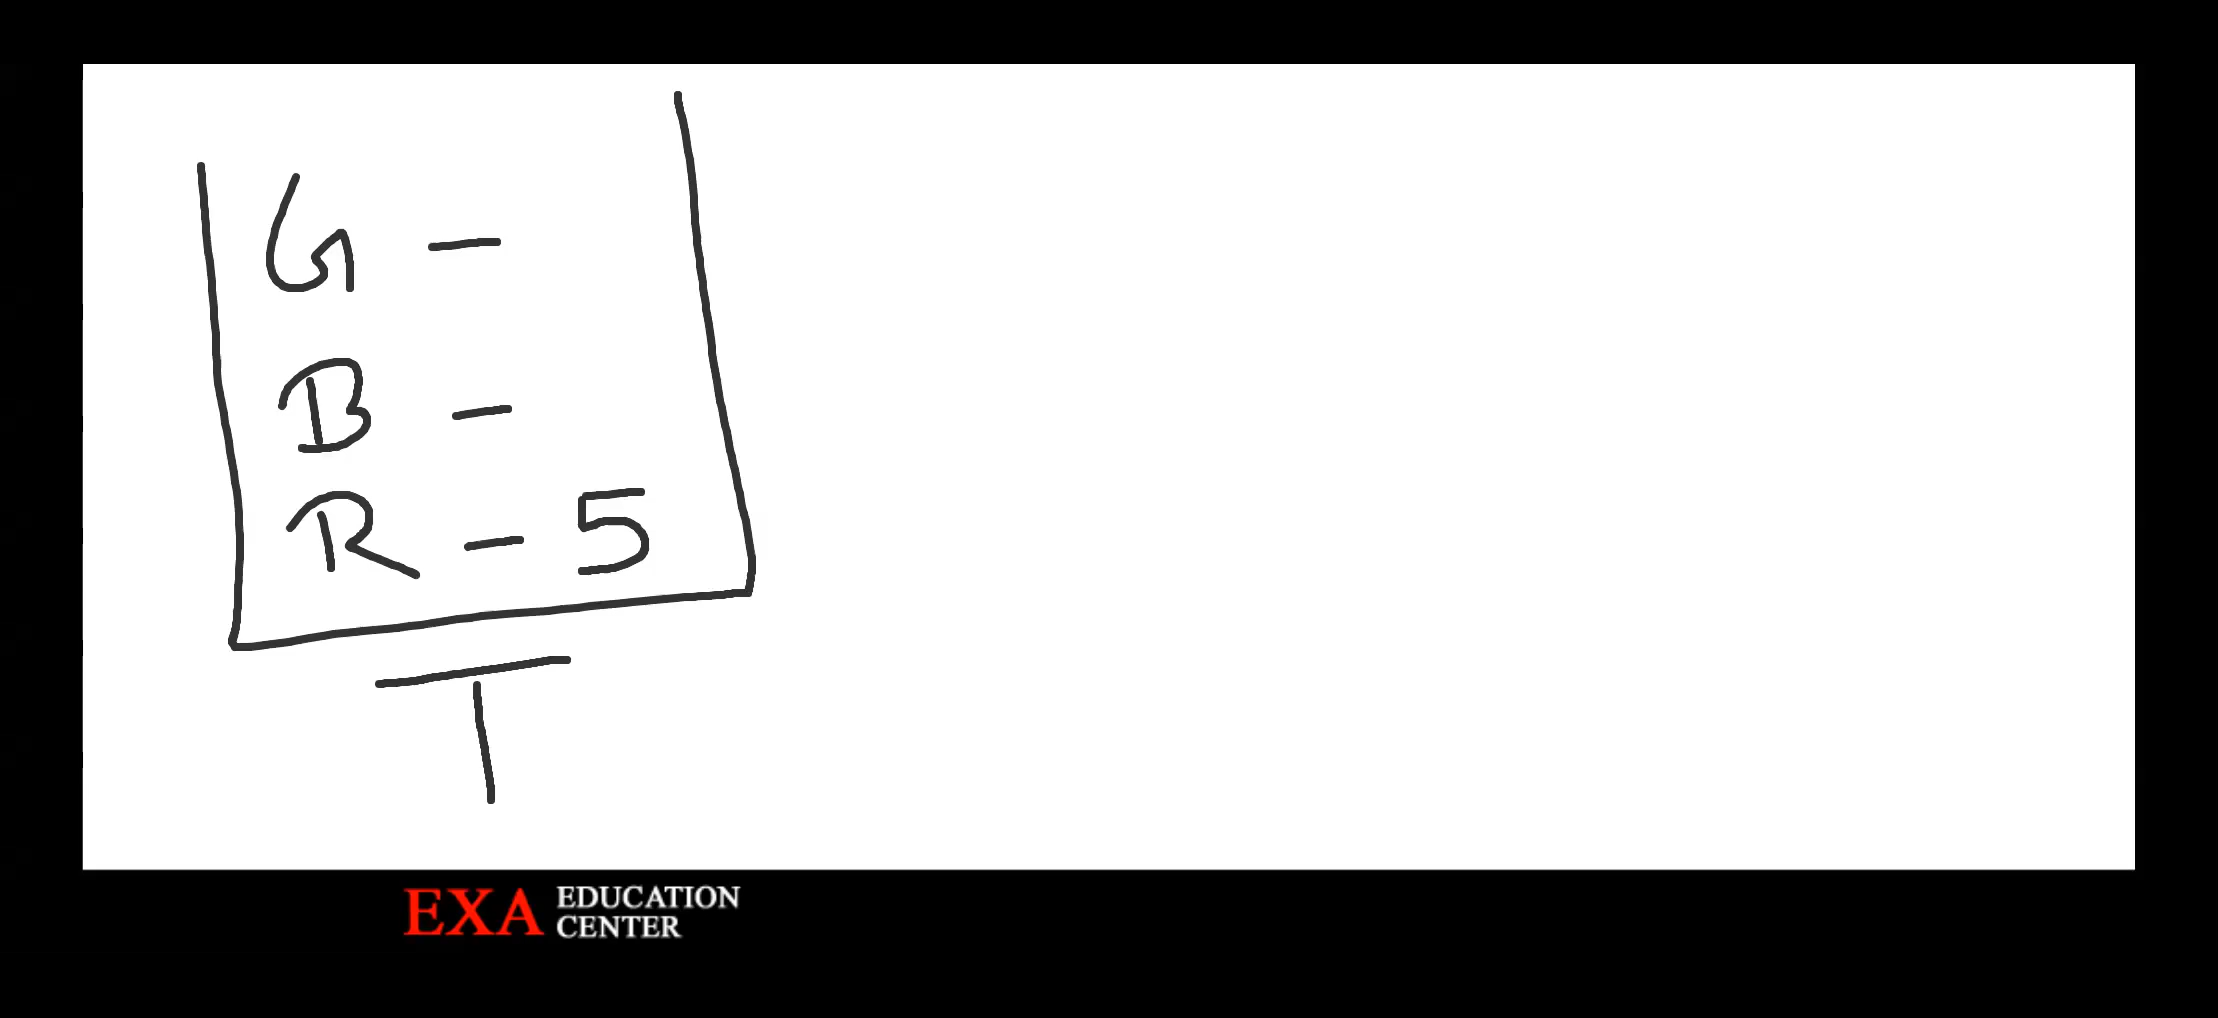 G -
B -
R - 5
T
EXA EDUCATION
CENTER